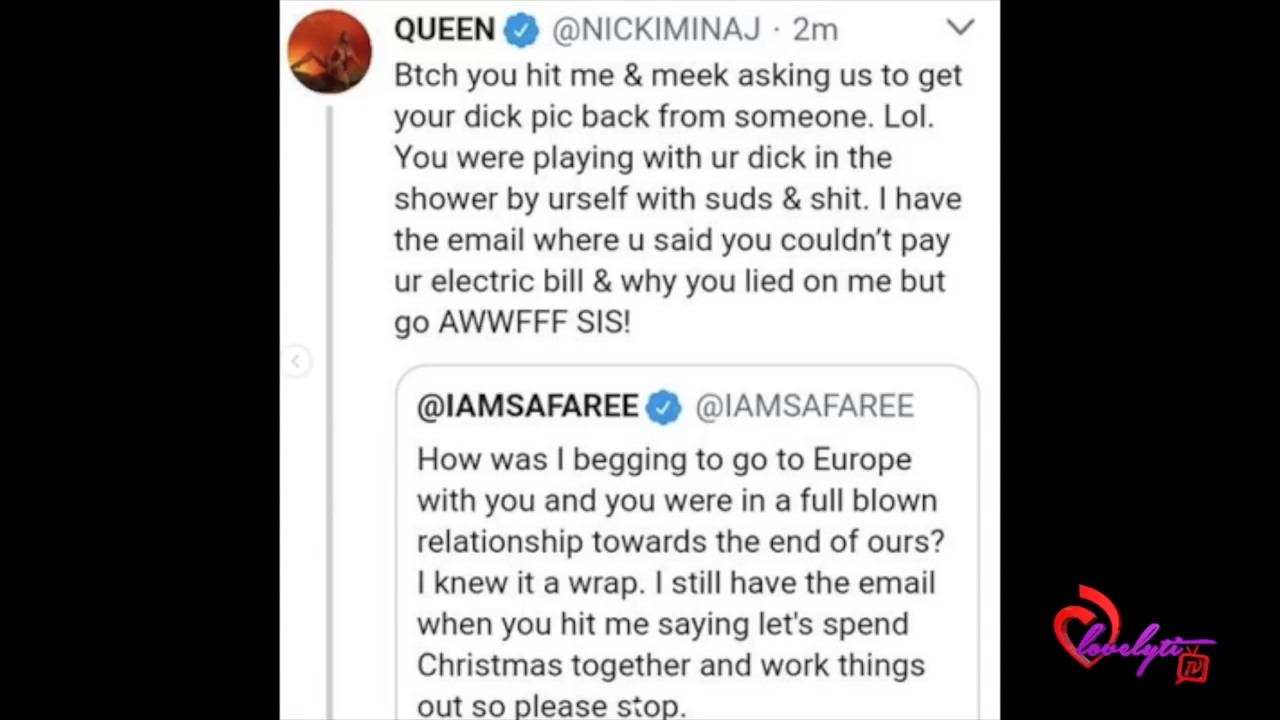 QUEEN @NICKIMINAJ · 2m
Btch you hit me & meek asking us to get
your dick pic back from someone. Lol.
You were playing with ur dick in the
shower by urself with suds & shit. I have
the email where u said you couldn’t pay
ur electric bill & why you lied on me but
go AWWFFF SIS!
@IAMSAFAREE @IAMSAFAREE
How was I begging to go to Europe
with you and you were in a full blown
relationship towards the end of ours?
I knew it a wrap. I still have the email
when you hit me saying let's spend
Christmas together and work things
out so please stop.
lovelyti
TV